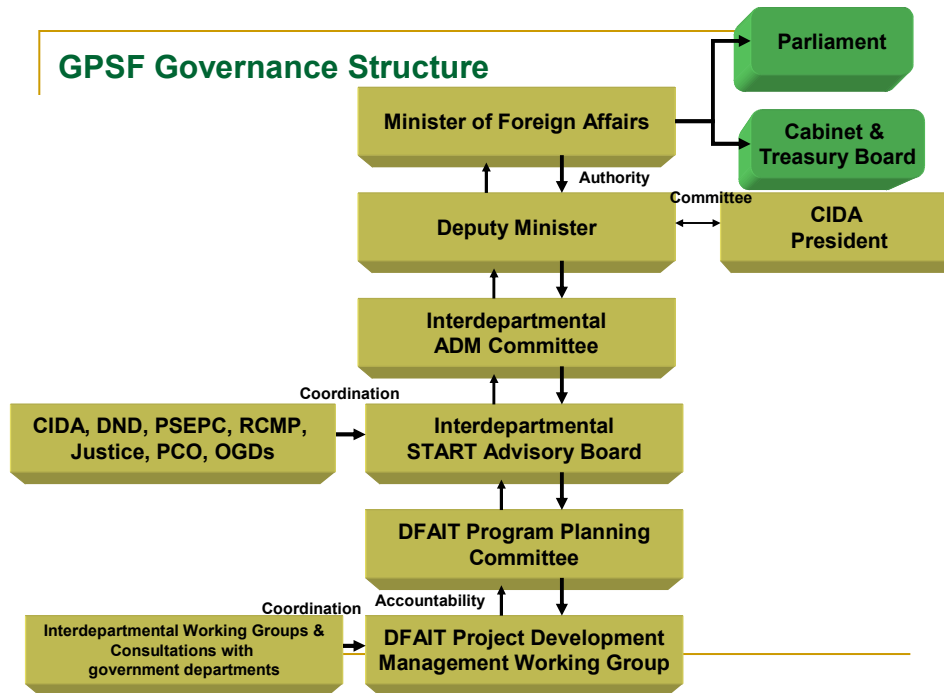 GPSF Governance Structure
Parliament
Minister of Foreign Affairs
Cabinet &
Treasury Board
Authority
Committee
Deputy Minister
CIDA
President
Interdepartmental
ADM Committee
Coordination
CIDA, DND, PSEPC, RCMP,
Justice, PCO, OGDs
Interdepartmental
START Advisory Board
DFAIT Program Planning
Committee
Coordination
Accountability
Interdepartmental Working Groups &
Consultations with
government departments
DFAIT Project Development
Management Working Group